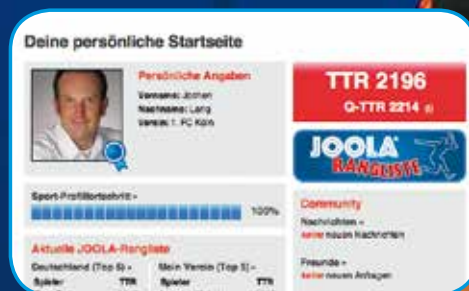 Deine persönliche Startseite
Persönliche Angaben
Vorname: Jochen
Nachname: Lang
Verein: 1. FC Köln
TTR 2196
Q-TTR 2214
JOOLA
RANGLISTE
Sport-Profilfortschritt »
100%
Aktuelle JOOLA-Rangliste
Deutschland (Top 5) »
Mein Verein (Top 5) »
Spieler TTR
Spieler TTR
Community
Nachrichten »
keine neuen Nachrichten
Freunde »
keine neuen Anfragen